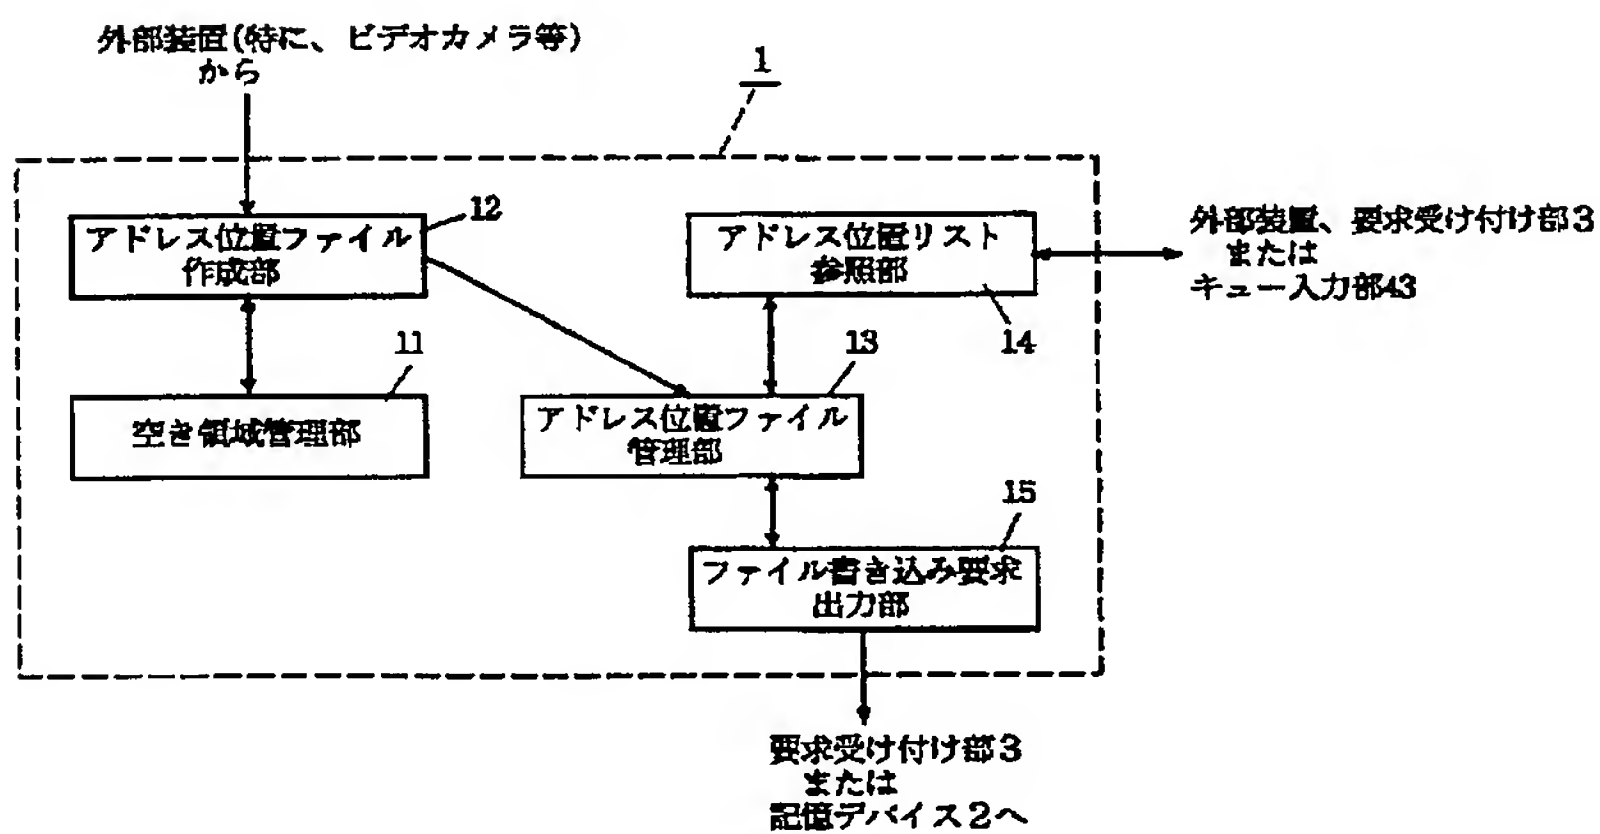 外部装置(特に、ビデオカメラ等)
から
1
12
アドレス位置ファイル
作成部
アドレス位置リスト
参照部
14
外部装置、要求受け付け部3
または
キュー入力部43
11
空き領域管理部
13
アドレス位置ファイル
管理部
15
ファイル書き込み要求
出力部
要求受け付け部3
または
記憶デバイス2へ